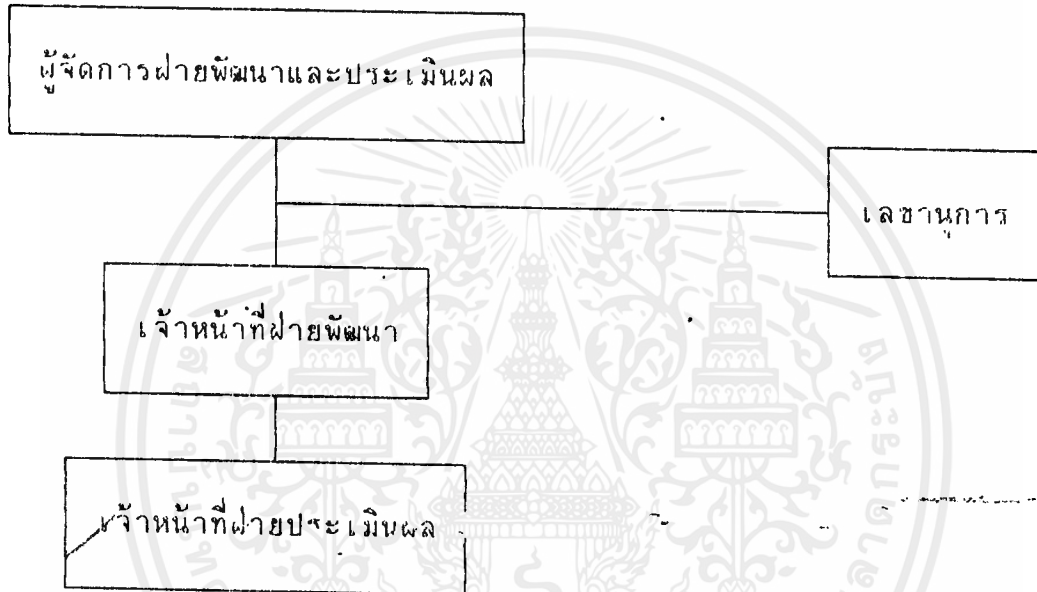 ผู้จัดการฝ่ายพัฒนาและประเมินผล
เลขานุการ
เจ้าหน้าที่ฝ่ายพัฒนา
เจ้าหน้าที่ฝ่ายประเมินผล